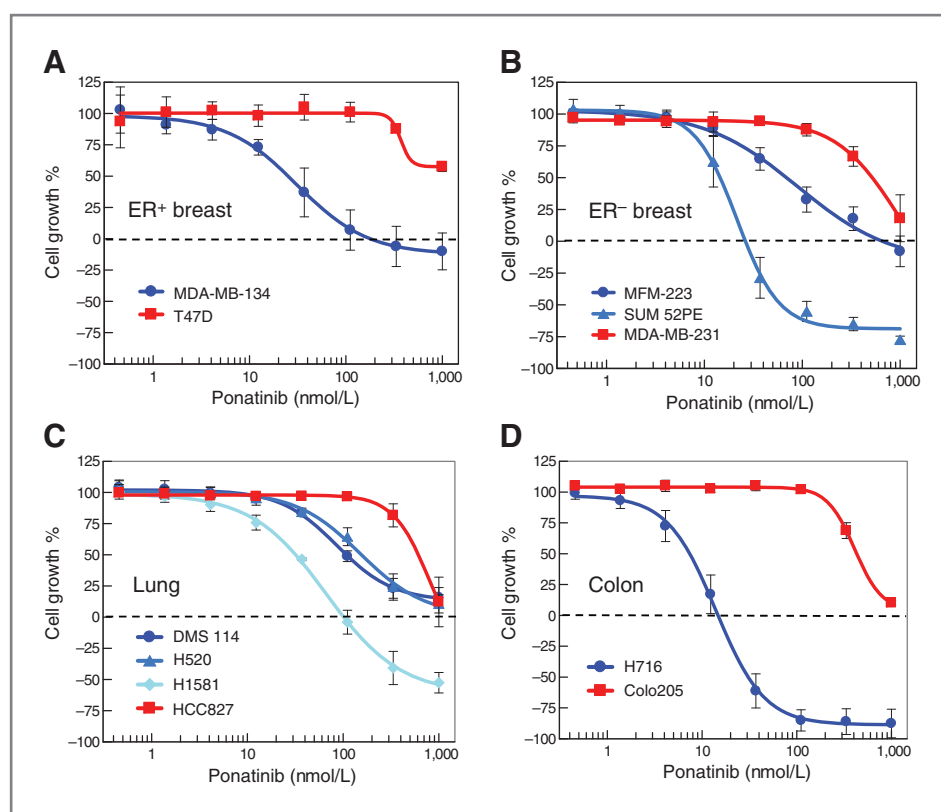 A
125
100
75
50
25
0
−25
−50
−75
−100
Cell growth %
ER+ breast
MDA-MB-134
T47D
1
10
100
1,000
Ponatinib (nmol/L)
B
125
100
75
50
25
0
−25
−50
−75
−100
Cell growth %
ER− breast
MFM-223
SUM 52PE
MDA-MB-231
1
10
100
1,000
Ponatinib (nmol/L)
C
125
100
75
50
25
0
−25
−50
−75
−100
Cell growth %
Lung
DMS 114
H520
H1581
HCC827
1
10
100
1,000
Ponatinib (nmol/L)
D
125
100
75
50
25
0
−25
−50
−75
−100
Cell growth %
Colon
H716
Colo205
1
10
100
1,000
Ponatinib (nmol/L)